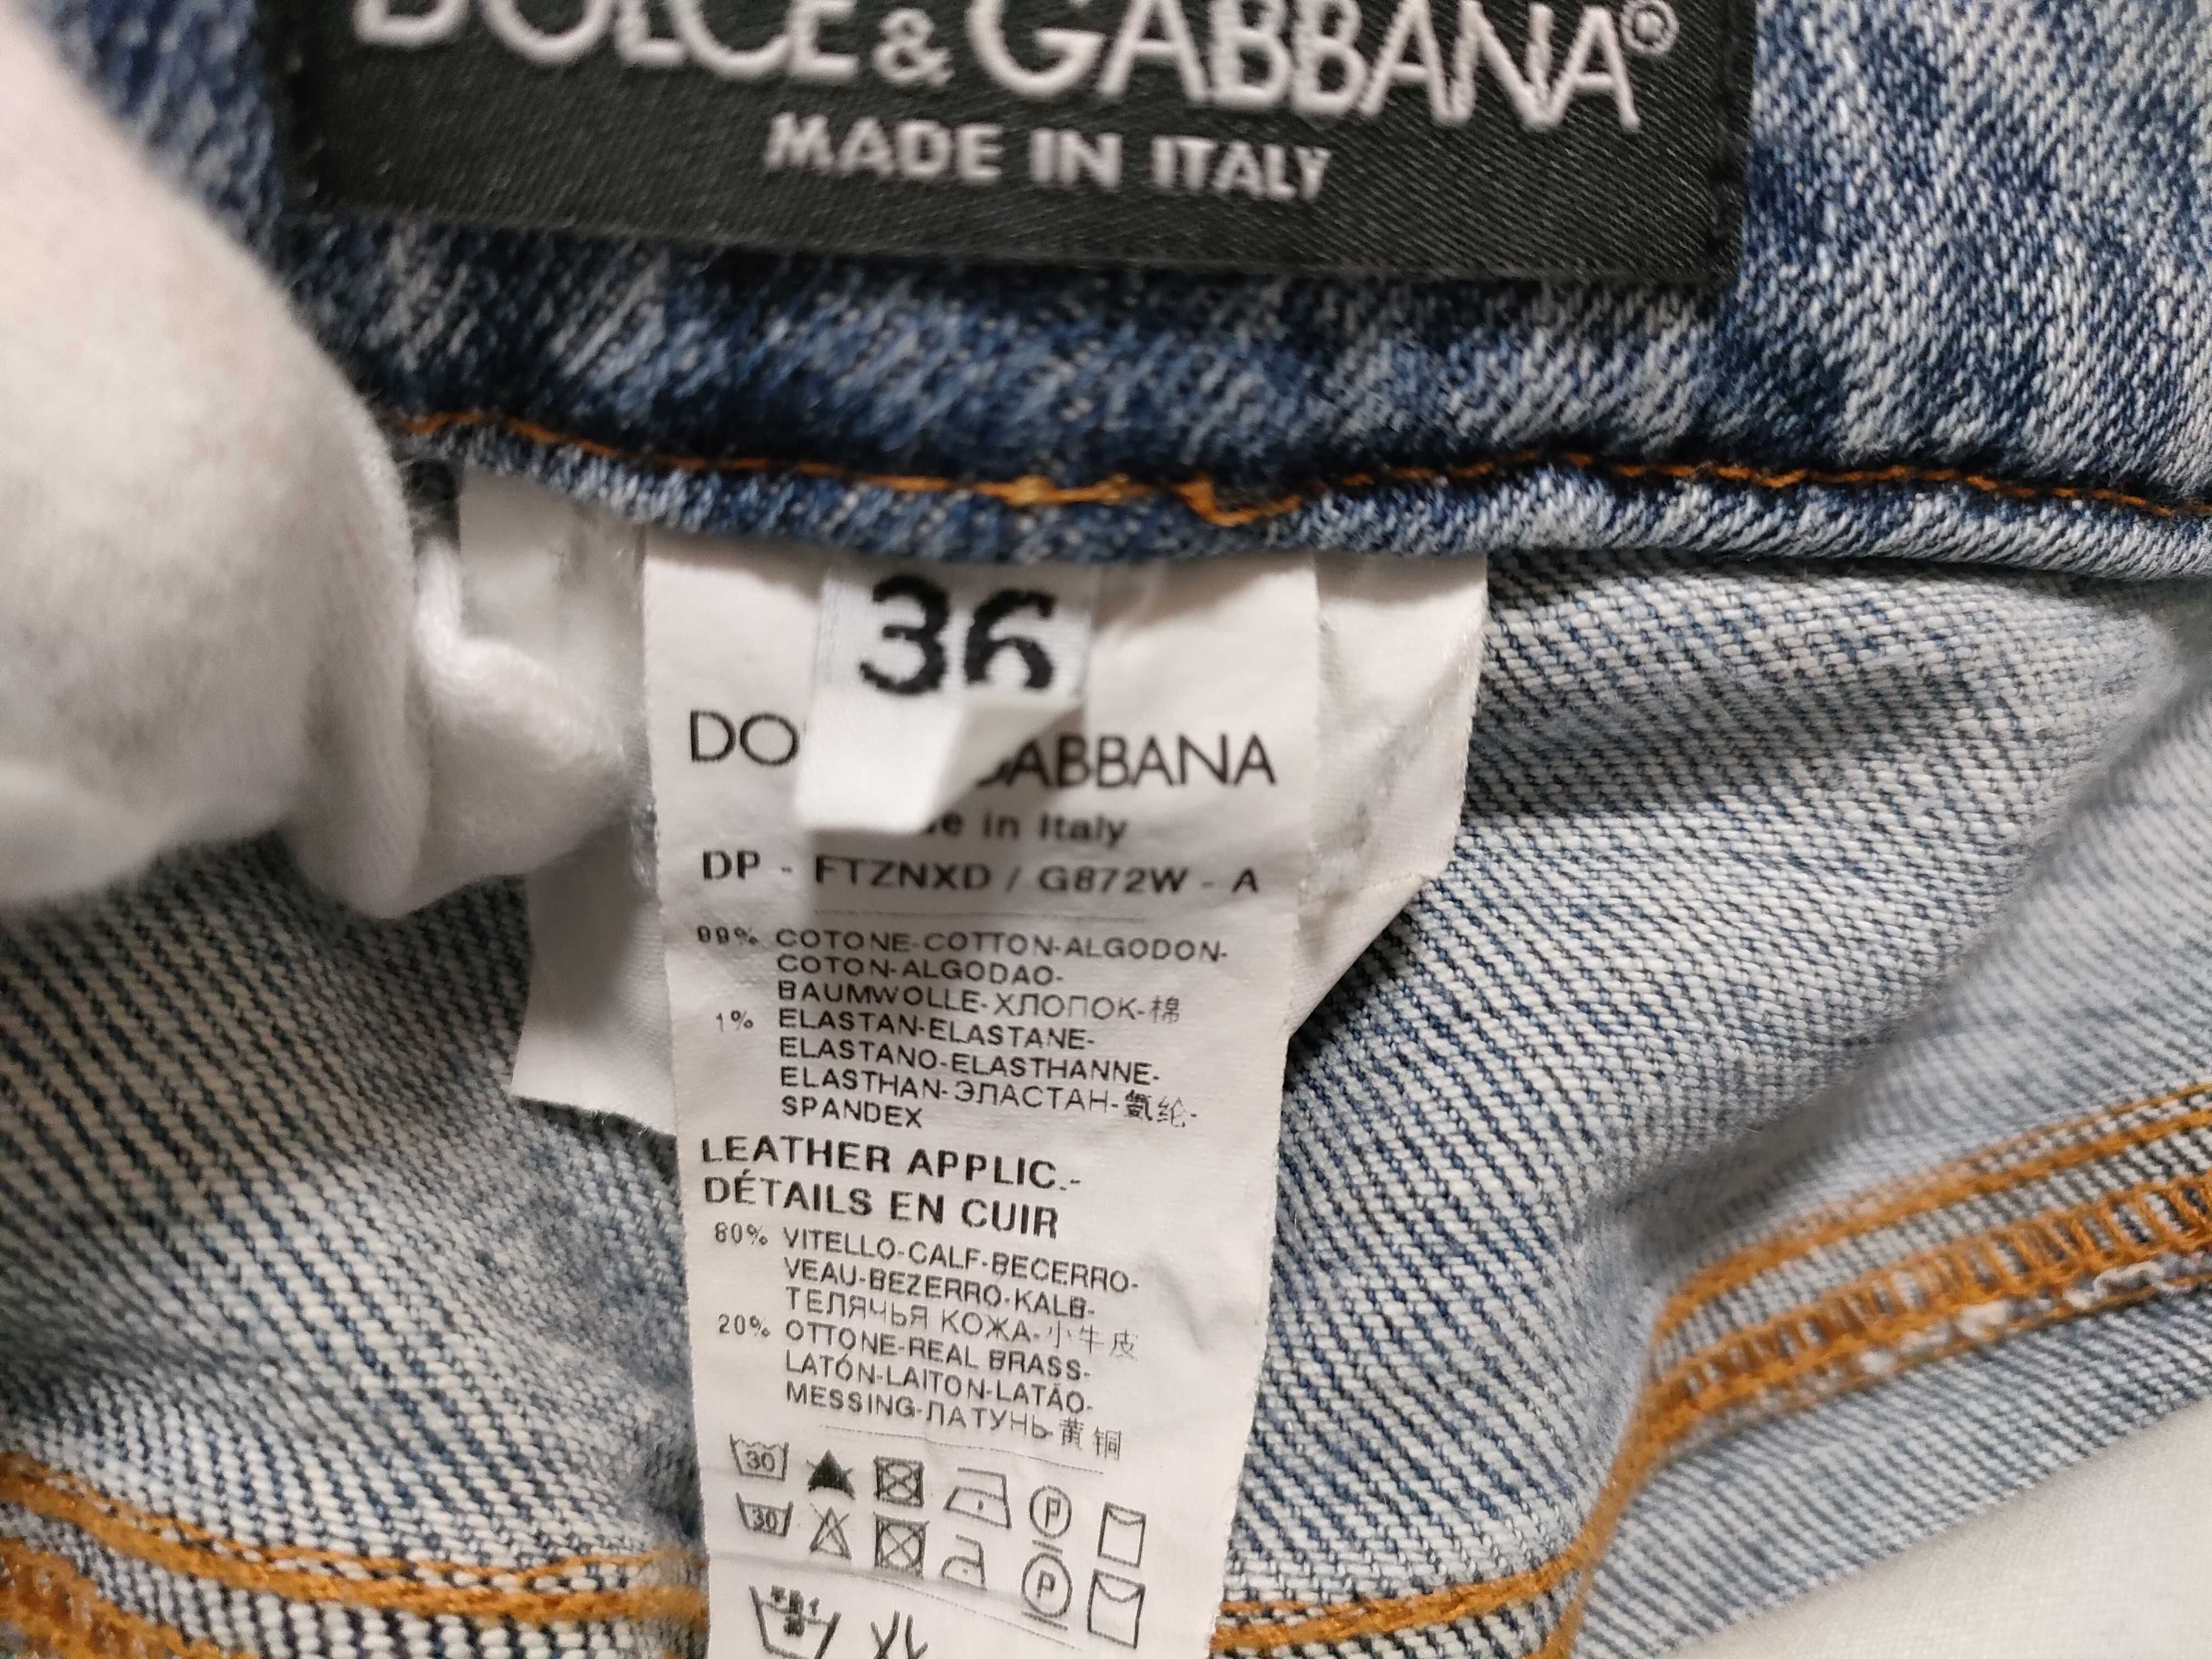 DOLCE & GABBANA®
MADE IN ITALY
36
in Italy
DP - FTZNXD / G872W - A
99% COTONE-COTTON-ALGODON-
COTON-ALGODAO-
BAUMWOLLE-ХЛОПОК-棉
1% ELASTAN-ELASTANE-
ELASTANO-ELASTHANNE-
ELASTHAN-ЭЛАСТАН-氨纶-
SPANDEX
LEATHER APPLIC.-
DÉTAILS EN CUIR
80% VITELLO-CALF-BECERRO-
VEAU-BEZERRO-KALB-
ТЕЛЯЧЬЯ КОЖА-小牛皮
20% OTTONE-REAL BRASS-
LATÓN-LAITON-LATÃO-
MESSING-ЛАТУНЬ-黄铜
30 P
30 P